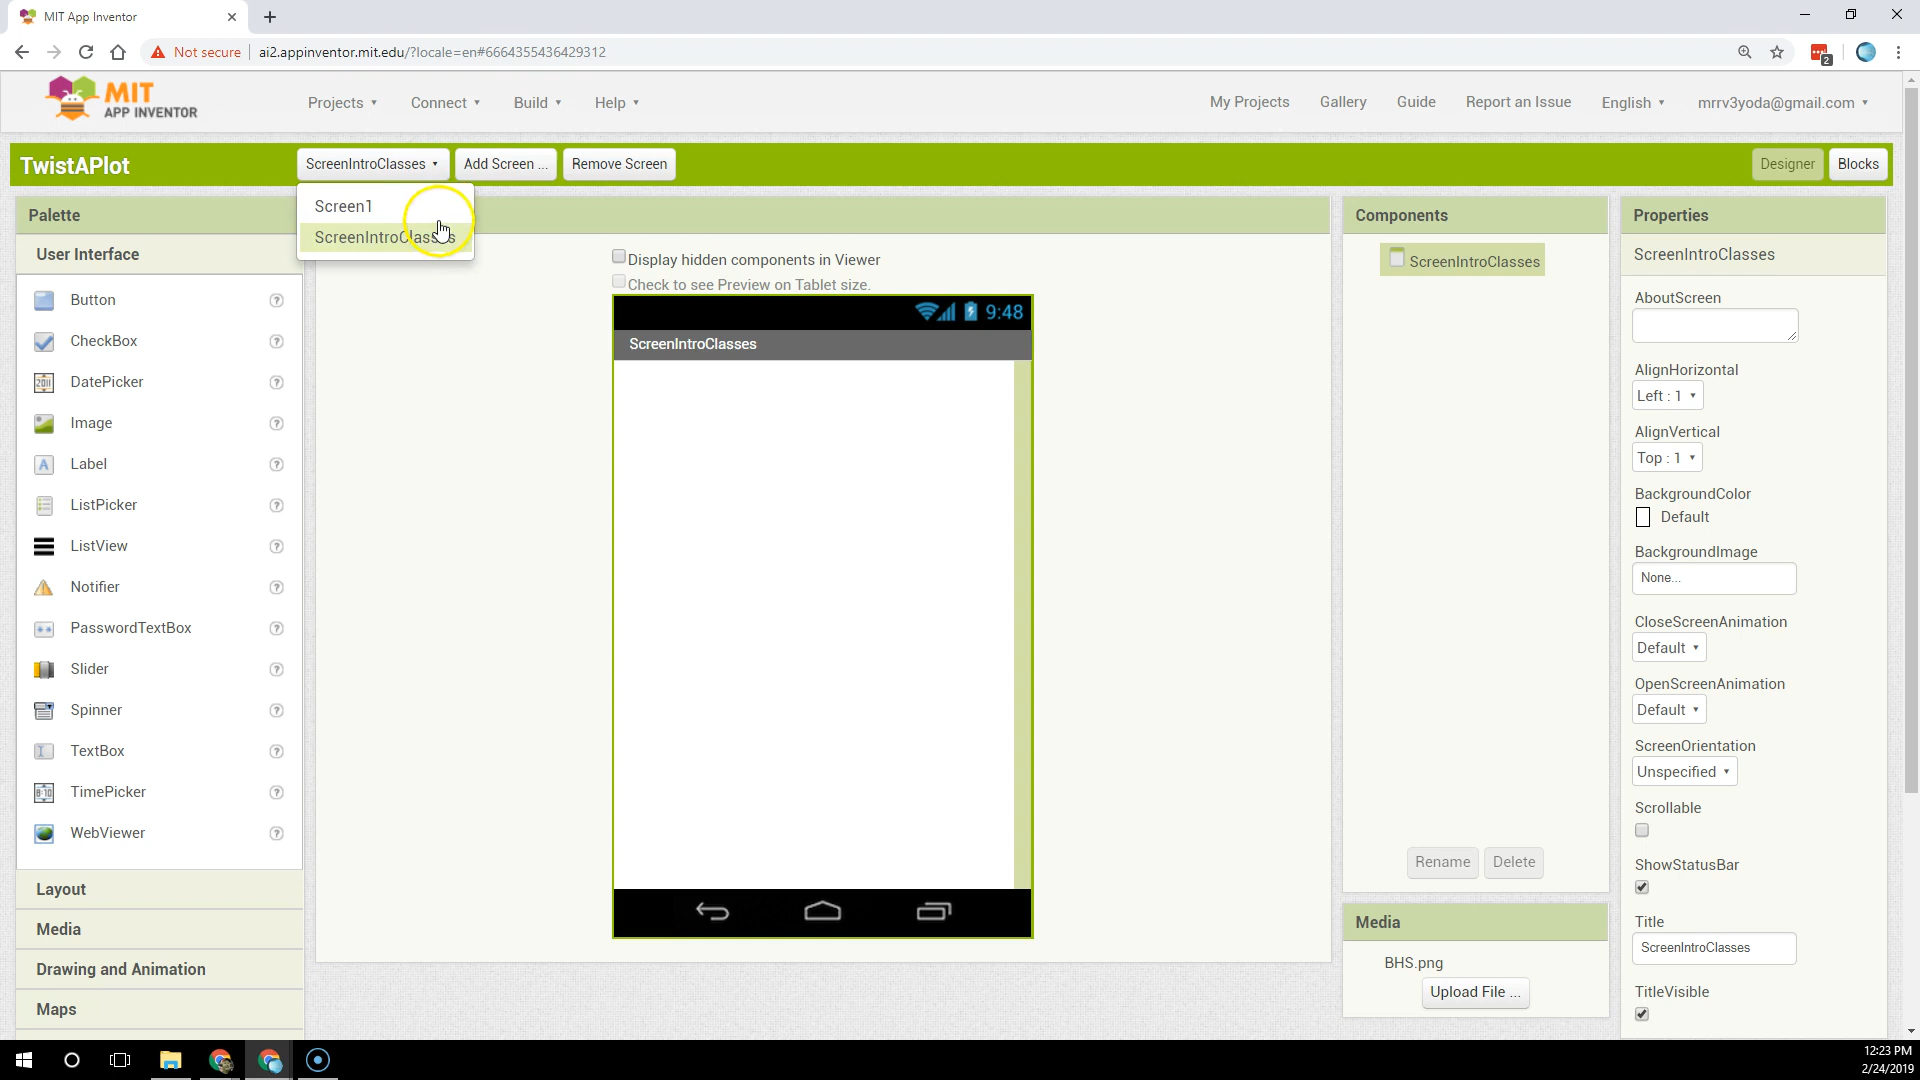 MIT App Inventor
Not secure
ai2.appinventor.mit.edu/?locale=en#6664355436429312
2
MIT
APP INVENTOR
Projects
Connect
Build
Help
My Projects
Gallery
Guide
Report an Issue
English
mrrv3yoda@gmail.com
TwistAPlot
ScreenIntroClasses
Add Screen ...
Remove Screen
Designer
Blocks
Screen1
ScreenIntroClasses
Palette
User Interface
Button
CheckBox
DatePicker
Image
Label
ListPicker
ListView
Notifier
PasswordTextBox
Slider
Spinner
TextBox
TimePicker
WebViewer
Layout
Media
Drawing and Animation
Maps
Display hidden components in Viewer
Check to see Preview on Tablet size.
9:48
ScreenIntroClasses
Components
ScreenIntroClasses
Rename
Delete
Media
BHS.png
Upload File ...
Properties
ScreenIntroClasses
AboutScreen
AlignHorizontal
Left : 1
AlignVertical
Top : 1
BackgroundColor
Default
BackgroundImage
None...
CloseScreenAnimation
Default
OpenScreenAnimation
Default
ScreenOrientation
Unspecified
Scrollable
ShowStatusBar
Title
ScreenIntroClasses
TitleVisible
12:23 PM
2/24/2019